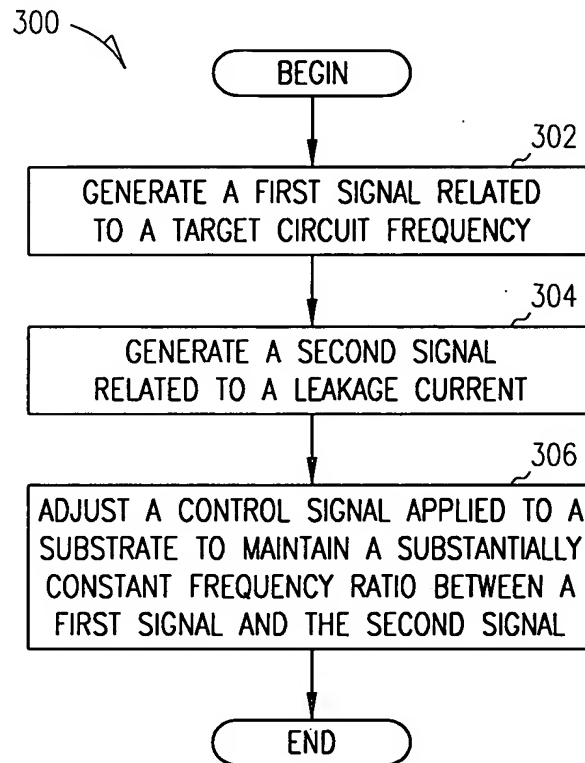 300
BEGIN
302
GENERATE A FIRST SIGNAL RELATED
TO A TARGET CIRCUIT FREQUENCY
304
GENERATE A SECOND SIGNAL
RELATED TO A LEAKAGE CURRENT
306
ADJUST A CONTROL SIGNAL APPLIED TO A
SUBSTRATE TO MAINTAIN A SUBSTANTIALLY
CONSTANT FREQUENCY RATIO BETWEEN A
FIRST SIGNAL AND THE SECOND SIGNAL
END